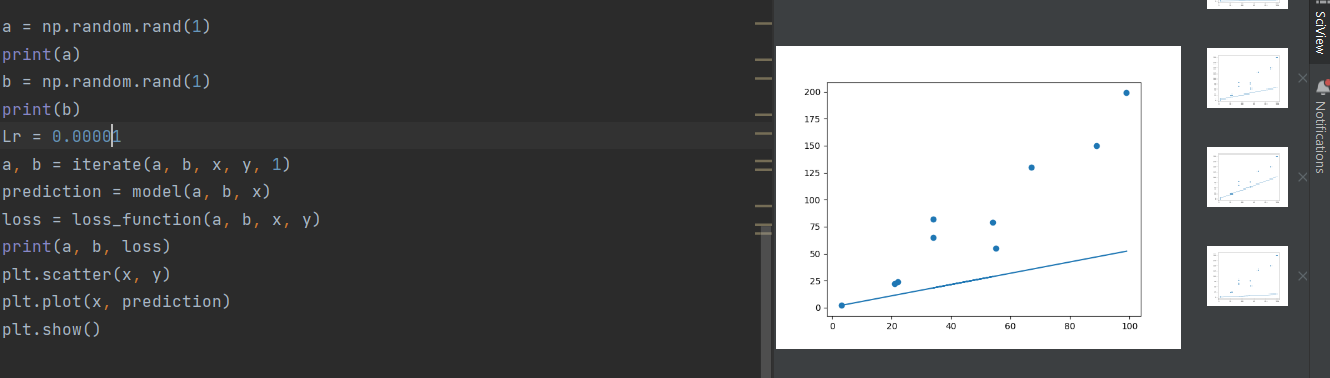 a = np.random.rand(1)
print(a)
b = np.random.rand(1)
print(b)
Lr = 0.00001
a, b = iterate(a, b, x, y, 1)
prediction = model(a, b, x)
loss = loss_function(a, b, x, y)
print(a, b, loss)
plt.scatter(x, y)
plt.plot(x, prediction)
plt.show()
200
175
150
125
100
75
50
25
0
0 20 40 60 80 100
SciView
Notifications